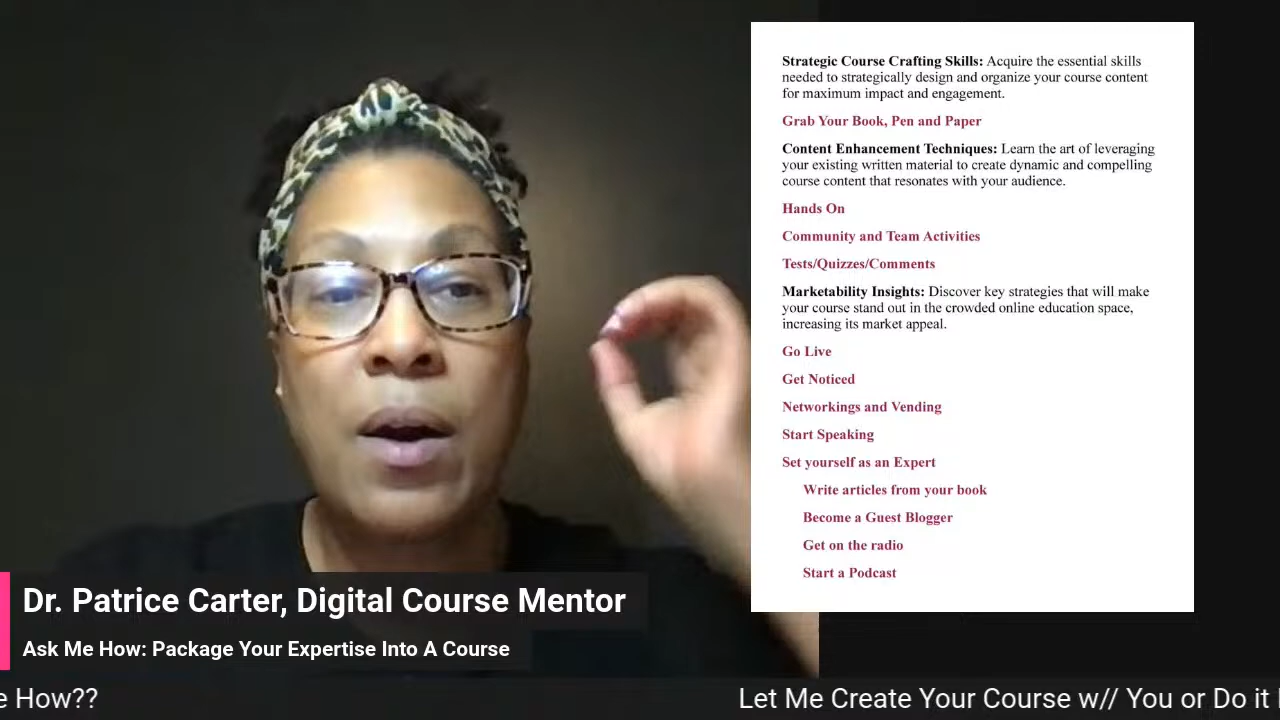 Strategic Course Crafting Skills: Acquire the essential skills
needed to strategically design and organize your course content
for maximum impact and engagement.
Grab Your Book, Pen and Paper
Content Enhancement Techniques: Learn the art of leveraging
your existing written material to create dynamic and compelling
course content that resonates with your audience.
Hands On
Community and Team Activities
Tests/Quizzes/Comments
Marketability Insights: Discover key strategies that will make
your course stand out in the crowded online education space,
increasing its market appeal.
Go Live
Get Noticed
Networkings and Vending
Start Speaking
Set yourself as an Expert
Write articles from your book
Become a Guest Blogger
Get on the radio
Start a Podcast
Dr. Patrice Carter, Digital Course Mentor
Ask Me How: Package Your Expertise Into A Course
e How?? Let Me Create Your Course w// You or Do it